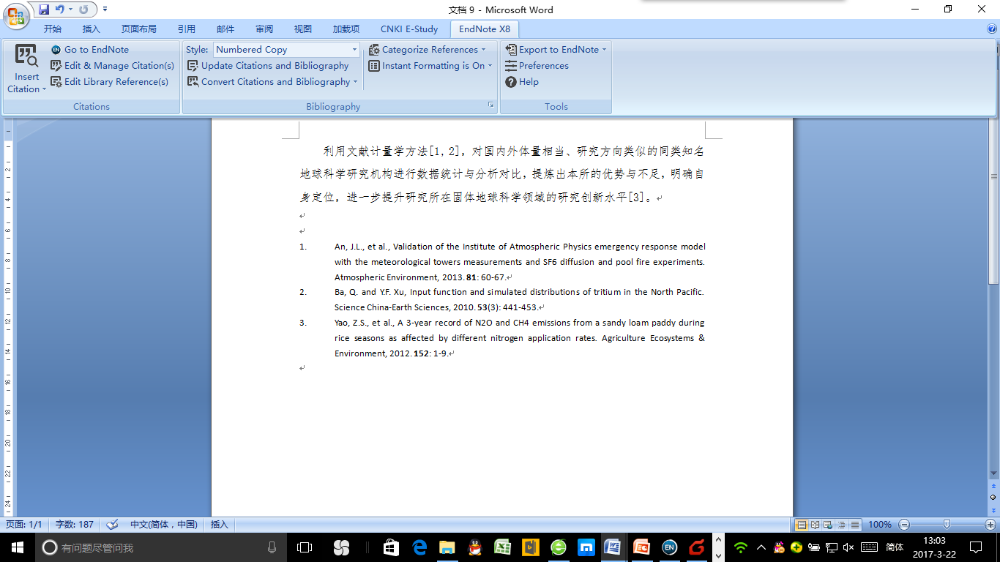 文档 9 - Microsoft Word
开始 插入 页面布局 引用 邮件 审阅 视图 加载项 CNKI E-Study EndNote X8
Insert Citation
Go to EndNote
Edit & Manage Citation(s)
Edit Library Reference(s)
Citations
Style: Numbered Copy
Update Citations and Bibliography
Convert Citations and Bibliography
Categorize References
Instant Formatting is On
Bibliography
Export to EndNote
Preferences
Help
Tools
利用文献计量学方法[1, 2]，对国内外体量相当、研究方向类似的同类知名
地球科学研究机构进行数据统计与分析对比，提炼出本所的优势与不足，明确自
身定位，进一步提升研究所在固体地球科学领域的研究创新水平[3]。
1. An, J.L., et al., Validation of the Institute of Atmospheric Physics emergency response model
with the meteorological towers measurements and SF6 diffusion and pool fire experiments.
Atmospheric Environment, 2013. 81: 60-67.
2. Ba, Q. and Y.F. Xu, Input function and simulated distributions of tritium in the North Pacific.
Science China-Earth Sciences, 2010. 53(3): 441-453.
3. Yao, Z.S., et al., A 3-year record of N2O and CH4 emissions from a sandy loam paddy during
rice seasons as affected by different nitrogen application rates. Agriculture Ecosystems &
Environment, 2012. 152: 1-9.
2
4
6
8
10
12
14
16
18
20
22
24
页面: 1/1 字数: 187 中文(简体，中国) 插入 100%
有问题尽管问我
EN
简体
13:03
2017-3-22